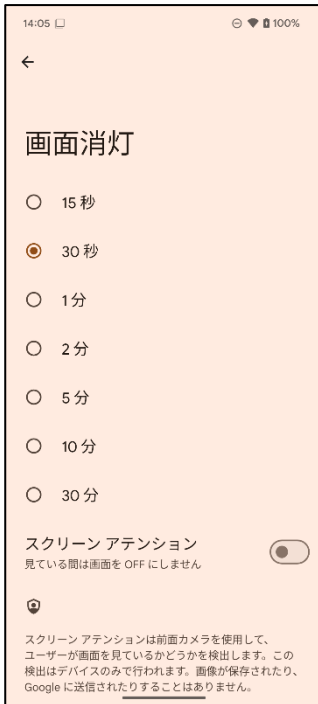 14:05
100%
画面消灯
15 秒
30 秒
1 分
2 分
5 分
10 分
30 分
スクリーン アテンション
見ている間は画面を OFF にしません
スクリーン アテンションは前面カメラを使用して、
ユーザーが画面を見ているかどうかを検出します。この
検出はデバイスのみで行われます。画像が保存されたり、
Google に送信されたりすることはありません。